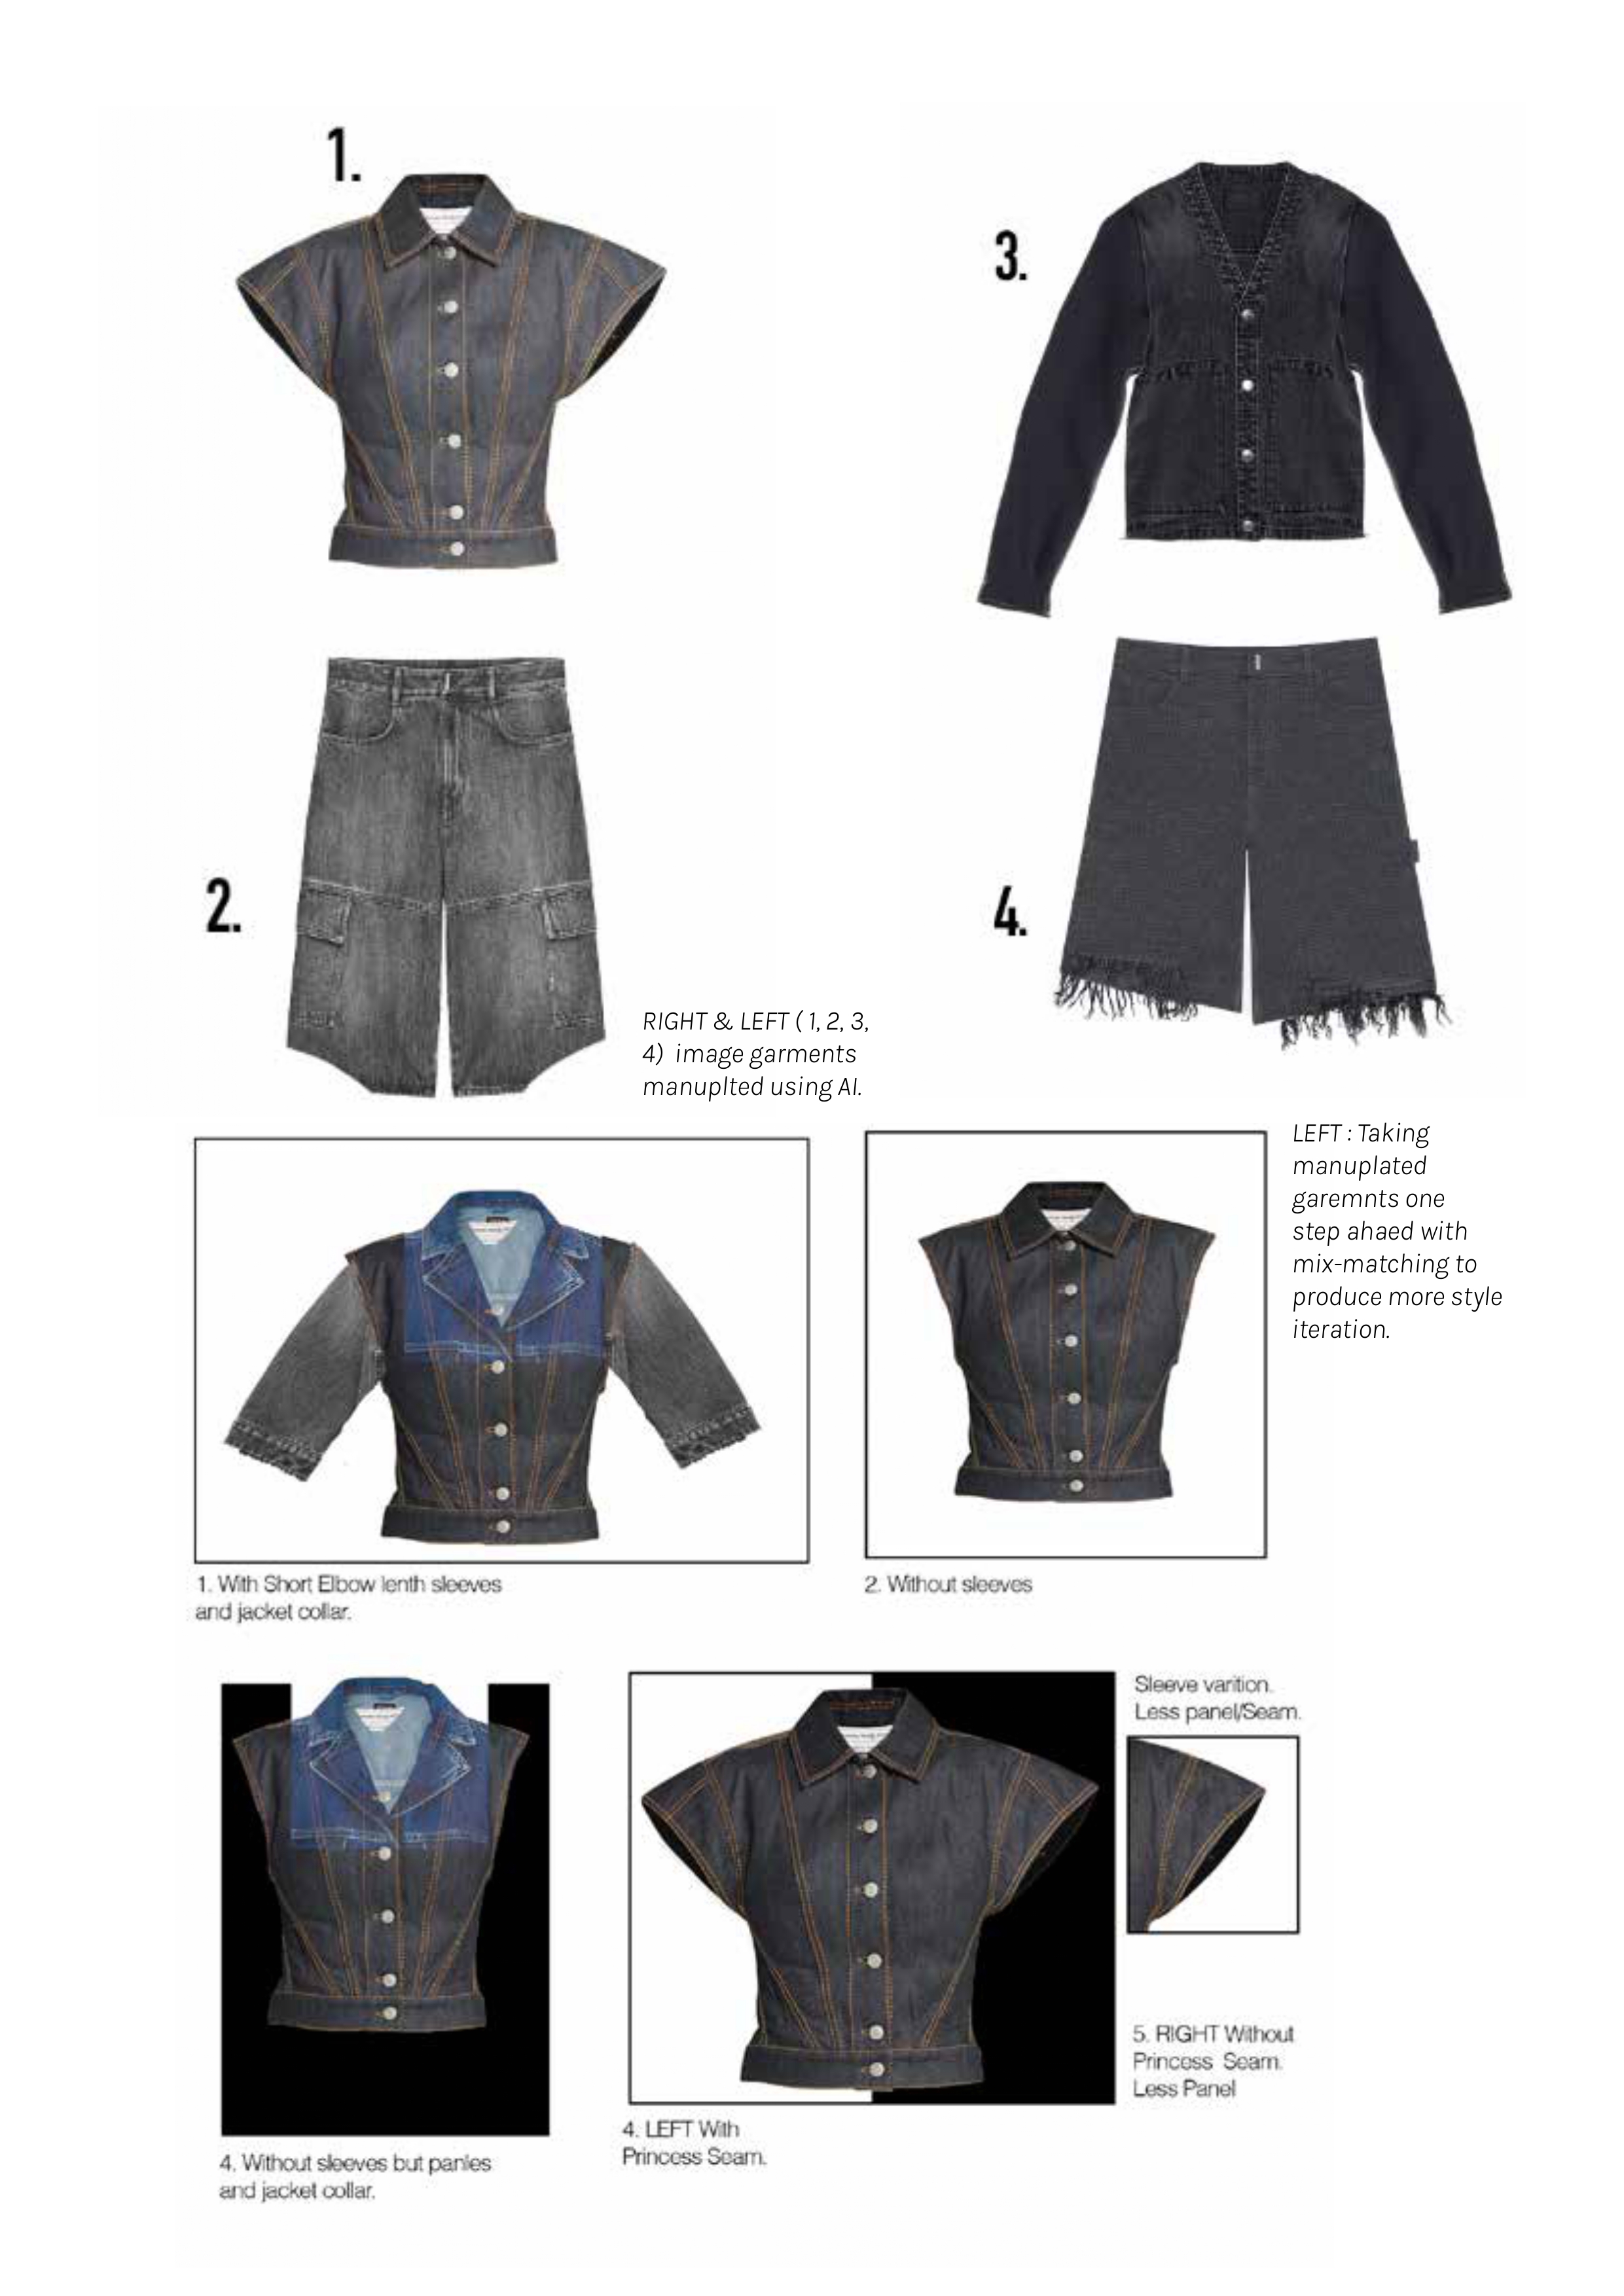 1.
3.
2.
4.
RIGHT & LEFT ( 1, 2, 3,
4) image garments
manuplted using AI.
LEFT : Taking
manuplated
garemnts one
step ahaed with
mix-matching to
produce more style
iteration.
1. With Short Elbow lenth sleeves
and jacket collar.
2. Without sleeves
Sleeve varition.
Less panel/Seam.
5. RIGHT Without
Princess Seam.
Less Panel
4. LEFT With
Princess Seam.
4. Without sleeves but panles
and jacket collar.